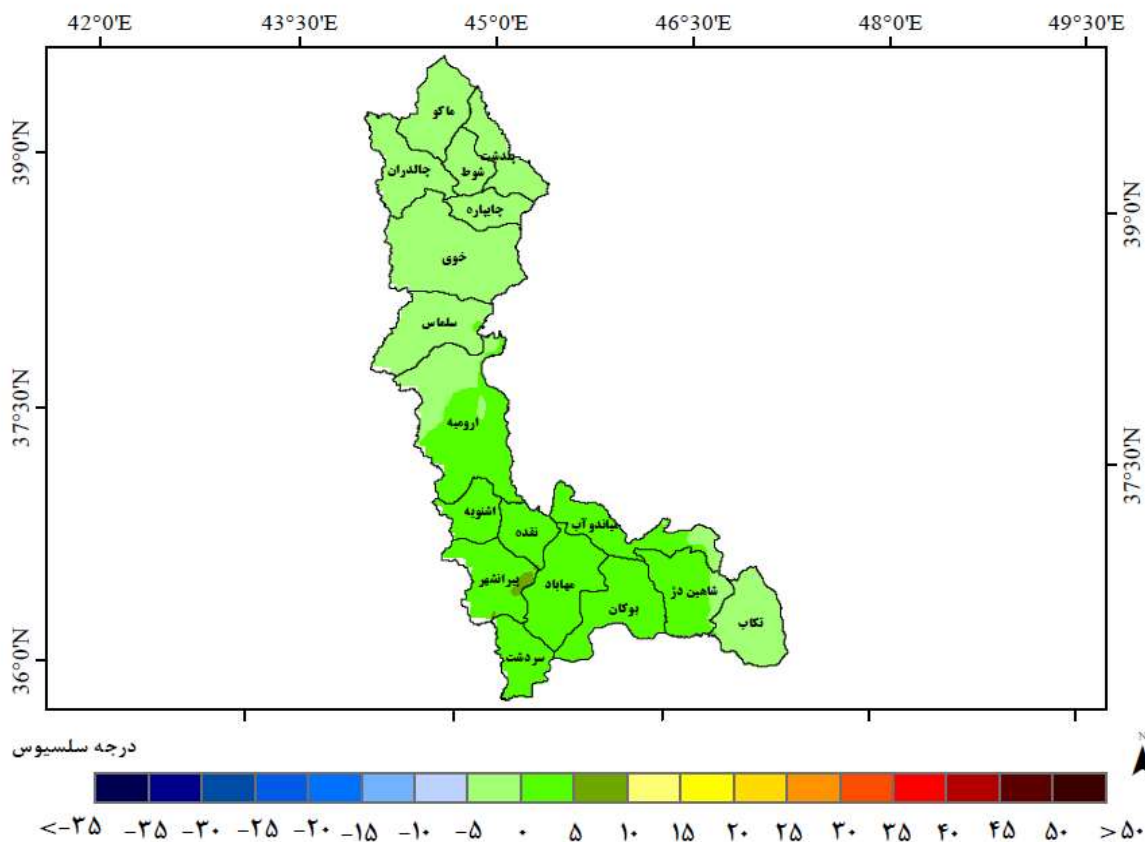 42°0'E 43°30'E 45°0'E 46°30'E 48°0'E 49°30'E
39°0'N
37°30'N
36°0'N
39°0'N
37°30'N
ماکو
پلدشت
شوط
چالدران
چایپاره
خوی
سلماس
ارومیه
اشنویه
نقده
میاندوآب
پیرانشهر
مهاباد
بوکان
شاهین دژ
تکاب
سردشت
درجه سلسیوس
N
<-۳۵ -۳۵ -۳۰ -۲۵ -۲۰ -۱۵ -۱۰ -۵ ۰ ۵ ۱۰ ۱۵ ۲۰ ۲۵ ۳۰ ۳۵ ۴۰ ۴۵ ۵۰ >۵۰